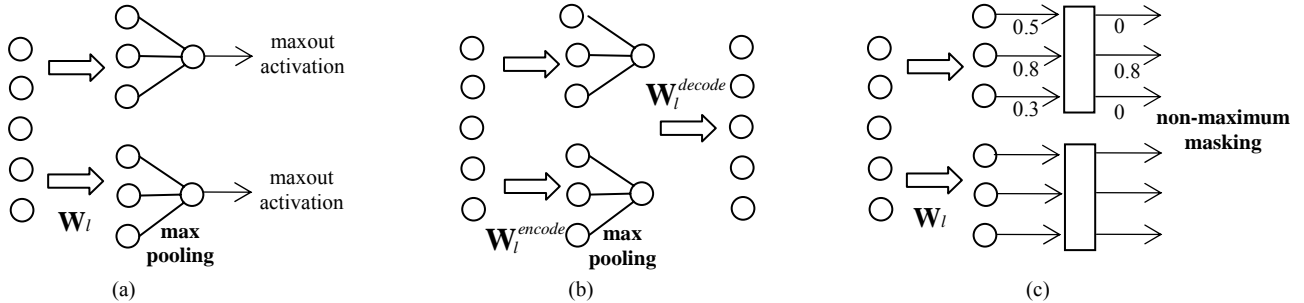 maxout
activation
maxout
activation
W_l
max
pooling
(a)
W_l^{decode}
W_l^{encode}
max
pooling
(b)
0.5
0
0.8
0.8
0.3
0
non-maximum
masking
W_l
(c)